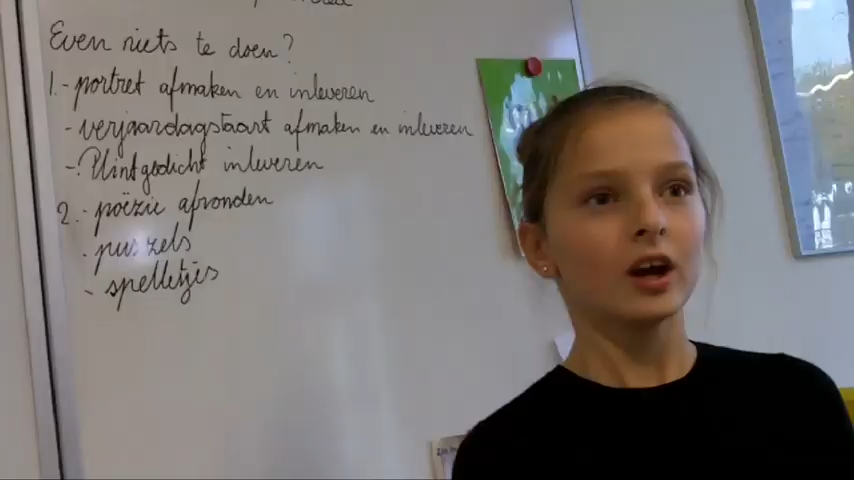 Even niets te doen?
1.- portret afmaken en inleveren
- verjaardagstaart afmaken en inleveren
- Plintgedicht inleveren
2.- poëzie afronden
- puzzels
- spelletjes